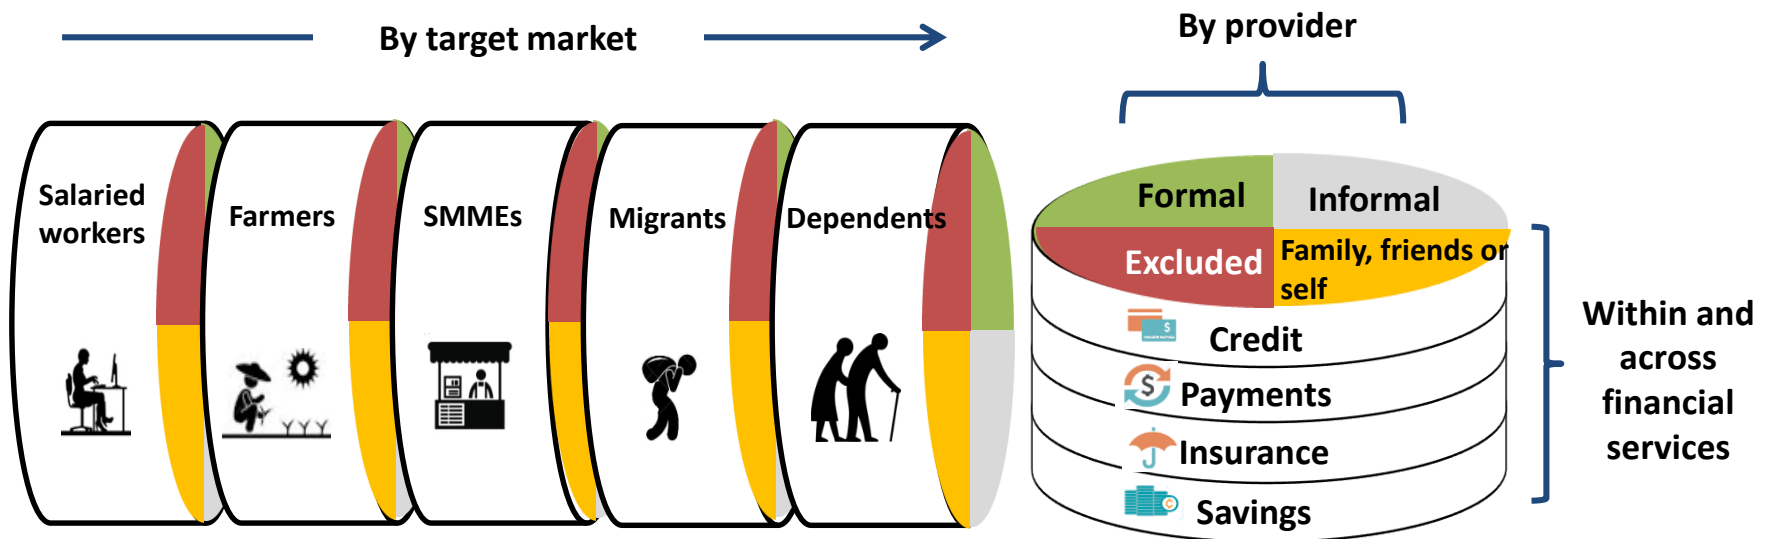 By target market
By provider
Salaried
workers
Farmers
SMMEs
Migrants
Dependents
Formal
Informal
Excluded
Family, friends or
self
Credit
Payments
Insurance
Savings
Within and
across
financial
services